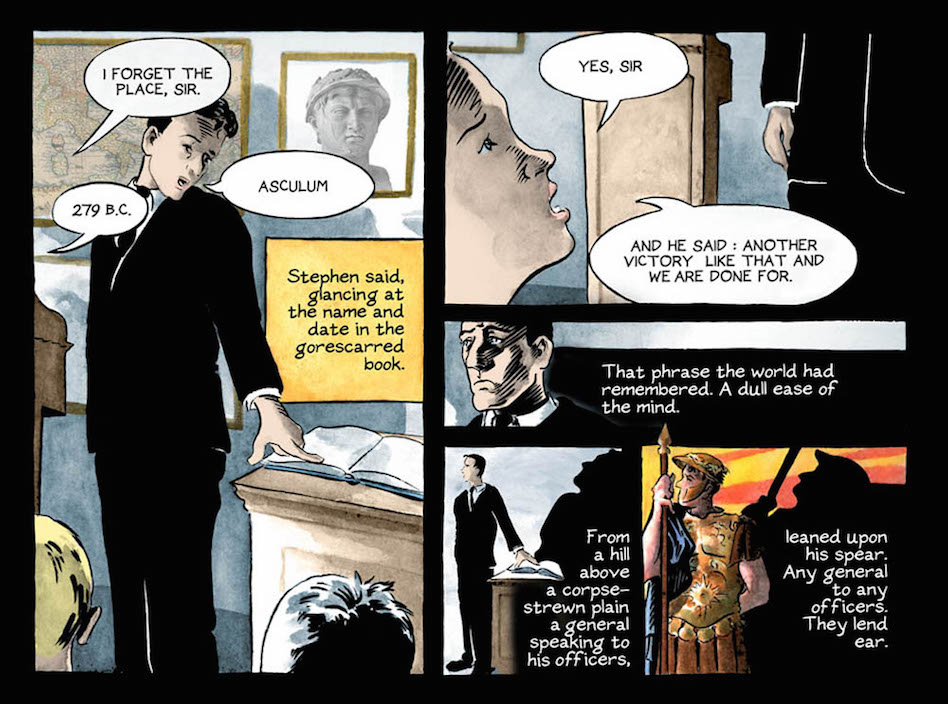 I FORGET THE
PLACE, SIR.
279 B.C.
ASCULUM
Stephen said,
glancing at
the name and
date in the
gorescarred
book.
YES, SIR
AND HE SAID : ANOTHER
VICTORY LIKE THAT AND
WE ARE DONE FOR.
That phrase the world had
remembered. A dull ease of
the mind.
From
a hill
above
a corpse-
strewn plain
a general
speaking to
his officers,
leaned upon
his spear.
Any general
to any
officers.
They lend
ear.